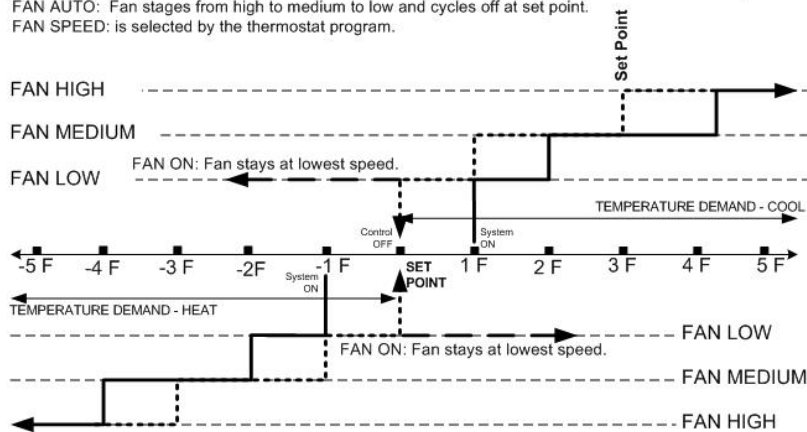 FAN AUTO: Fan stages from high to medium to low and cycles off at set point.
FAN SPEED: is selected by the thermostat program.
Set Point
FAN HIGH
FAN MEDIUM
FAN ON: Fan stays at lowest speed.
FAN LOW
TEMPERATURE DEMAND - COOL
Control
OFF
System
ON
-5 F -4 F -3 F -2F -1 F SET
POINT 1 F 2 F 3 F 4 F 5 F
System
ON
TEMPERATURE DEMAND - HEAT
FAN LOW
FAN ON: Fan stays at lowest speed.
FAN MEDIUM
FAN HIGH